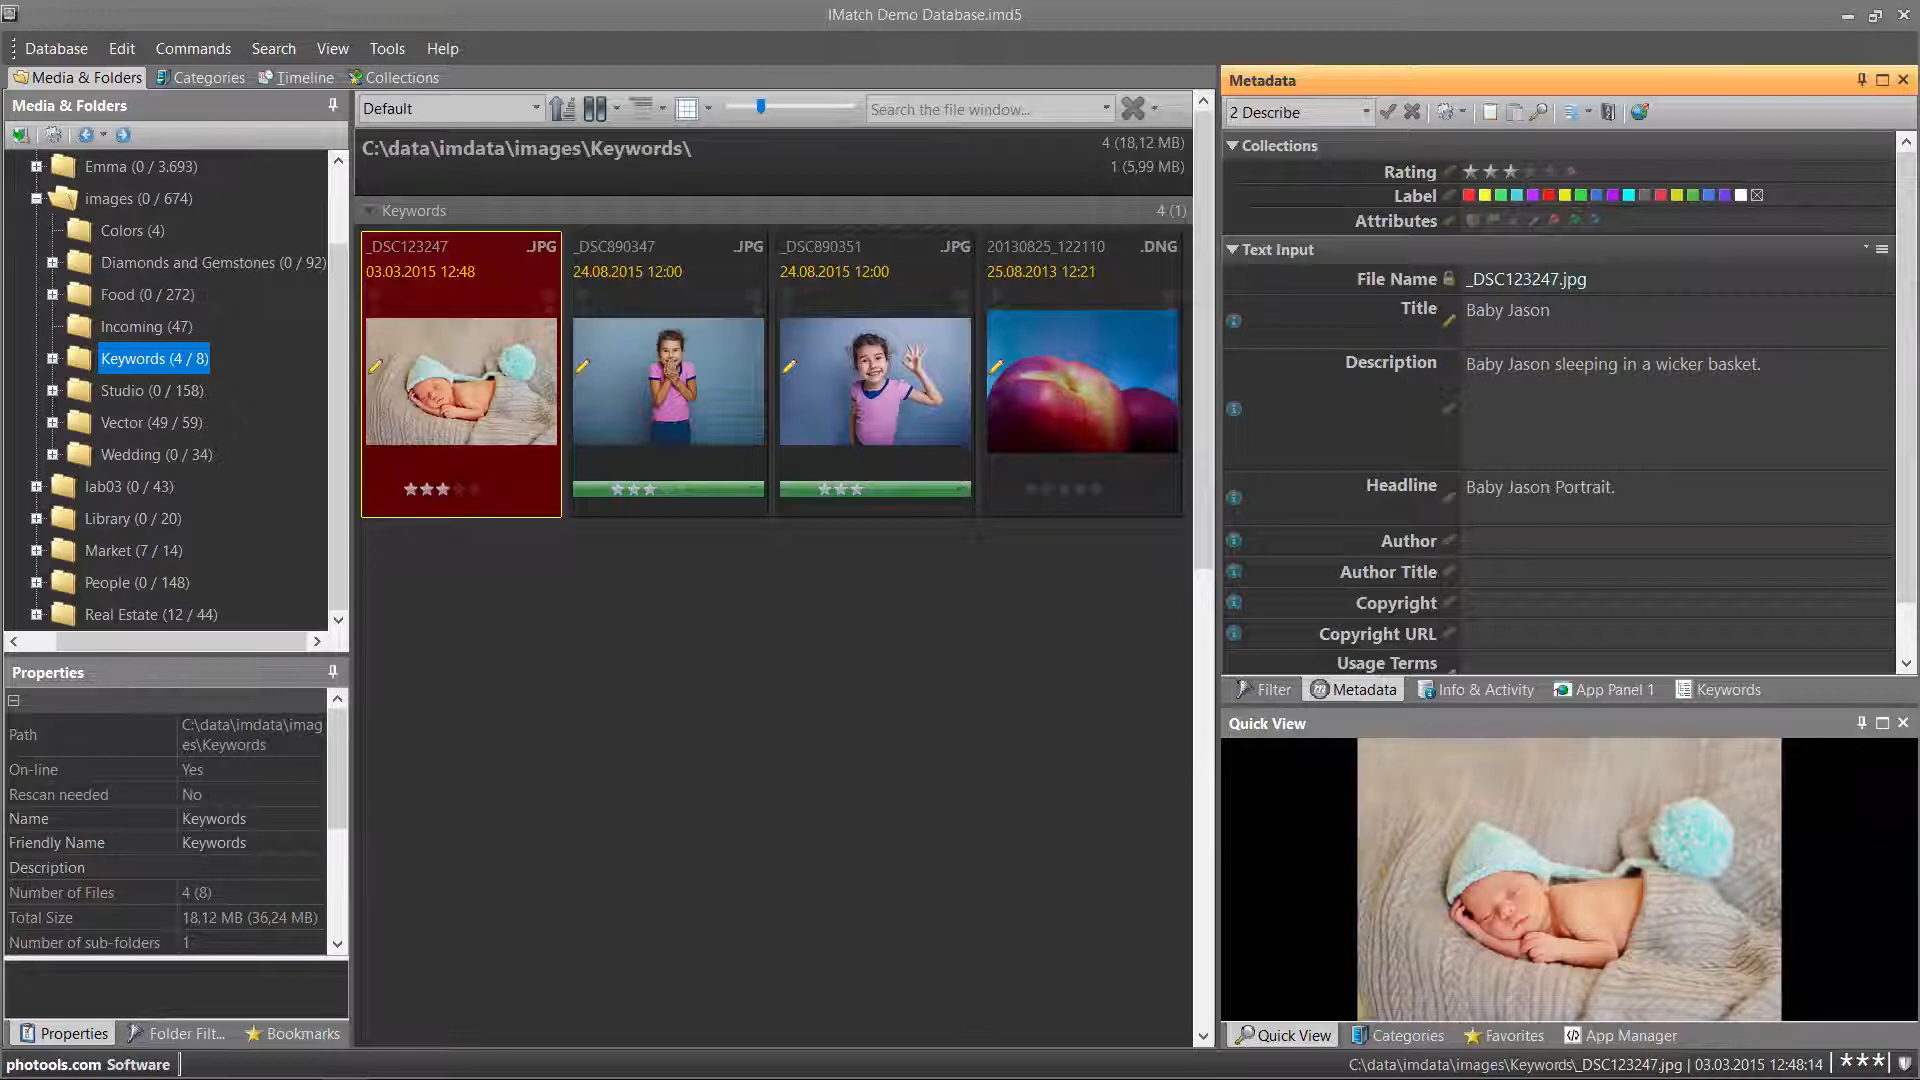 IMatch Demo Database.imd5
Database Edit Commands Search View Tools Help
Media & Folders Categories Timeline Collections
Media & Folders
Emma (0 / 3.693)
images (0 / 674)
Colors (4)
Diamonds and Gemstones (0 / 92)
Food (0 / 272)
Incoming (47)
Keywords (4 / 8)
Studio (0 / 158)
Vector (49 / 59)
Wedding (0 / 34)
lab03 (0 / 43)
Library (0 / 20)
Market (7 / 14)
People (0 / 148)
Real Estate (12 / 44)
Properties
Path C:\data\imdata\imag
es\Keywords
On-line Yes
Rescan needed No
Name Keywords
Friendly Name Keywords
Description
Number of Files 4 (8)
Total Size 18,12 MB (36,24 MB)
Number of sub-folders 1
Properties Folder Filt... Bookmarks
Default Search the file window...
C:\data\imdata\images\Keywords\ 4 (18,12 MB)
1 (5,99 MB)
Keywords 4 (1)
_DSC123247 .JPG
03.03.2015 12:48
_DSC890347 .JPG
24.08.2015 12:00
_DSC890351 .JPG
24.08.2015 12:00
20130825_122110 .DNG
25.08.2013 12:21
Metadata
2 Describe
Collections
Rating
Label
Attributes
Text Input
File Name _DSC123247.jpg
Title Baby Jason
Description Baby Jason sleeping in a wicker basket.
Headline Baby Jason Portrait.
Author
Author Title
Copyright
Copyright URL
Usage Terms
Filter Metadata Info & Activity App Panel 1 Keywords
Quick View
Quick View Categories Favorites App Manager
photools.com Software C:\data\imdata\images\Keywords\_DSC123247.jpg | 03.03.2015 12:48:14 | ***|